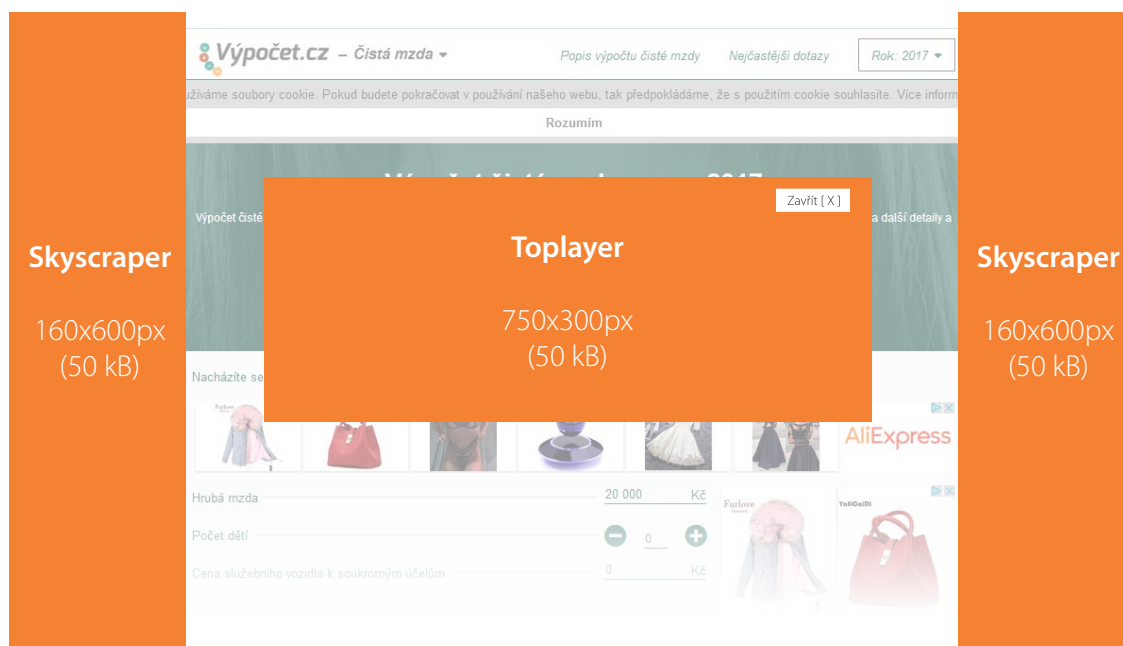 Výpočet.cz – Čistá mzda
Popis výpočtu čisté mzdy
Nejčastější dotazy
Rok: 2017
užíváme soubory cookie. Pokud budete pokračovat v používání našeho webu, tak předpokládáme, že s použitím cookie souhlasíte. Více inform
Rozumím
Výpočet čisté
a další detaily a
Zavřít [ X ]
Toplayer
750x300px
(50 kB)
Skyscraper
160x600px
(50 kB)
Skyscraper
160x600px
(50 kB)
Nacházíte se
Furlove
AliExpress
Hrubá mzda
20 000 Kč
Počet dětí
0
Cena služebního vozidla k soukromým účelům
0 Kč
Furlove
YaliDaiDi